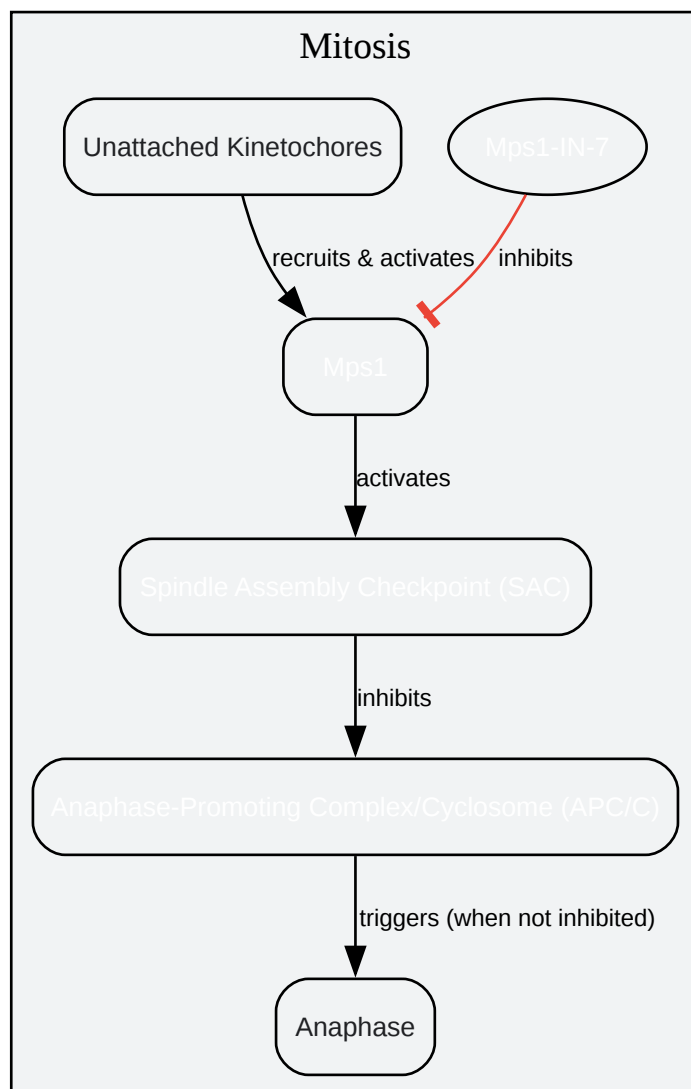 Mitosis
Unattached Kinetochores
Mps1-IN-7
recruits & activates
inhibits
Mps1
activates
Spindle Assembly Checkpoint (SAC)
inhibits
Anaphase-Promoting Complex/Cyclosome (APC/C)
triggers (when not inhibited)
Anaphase